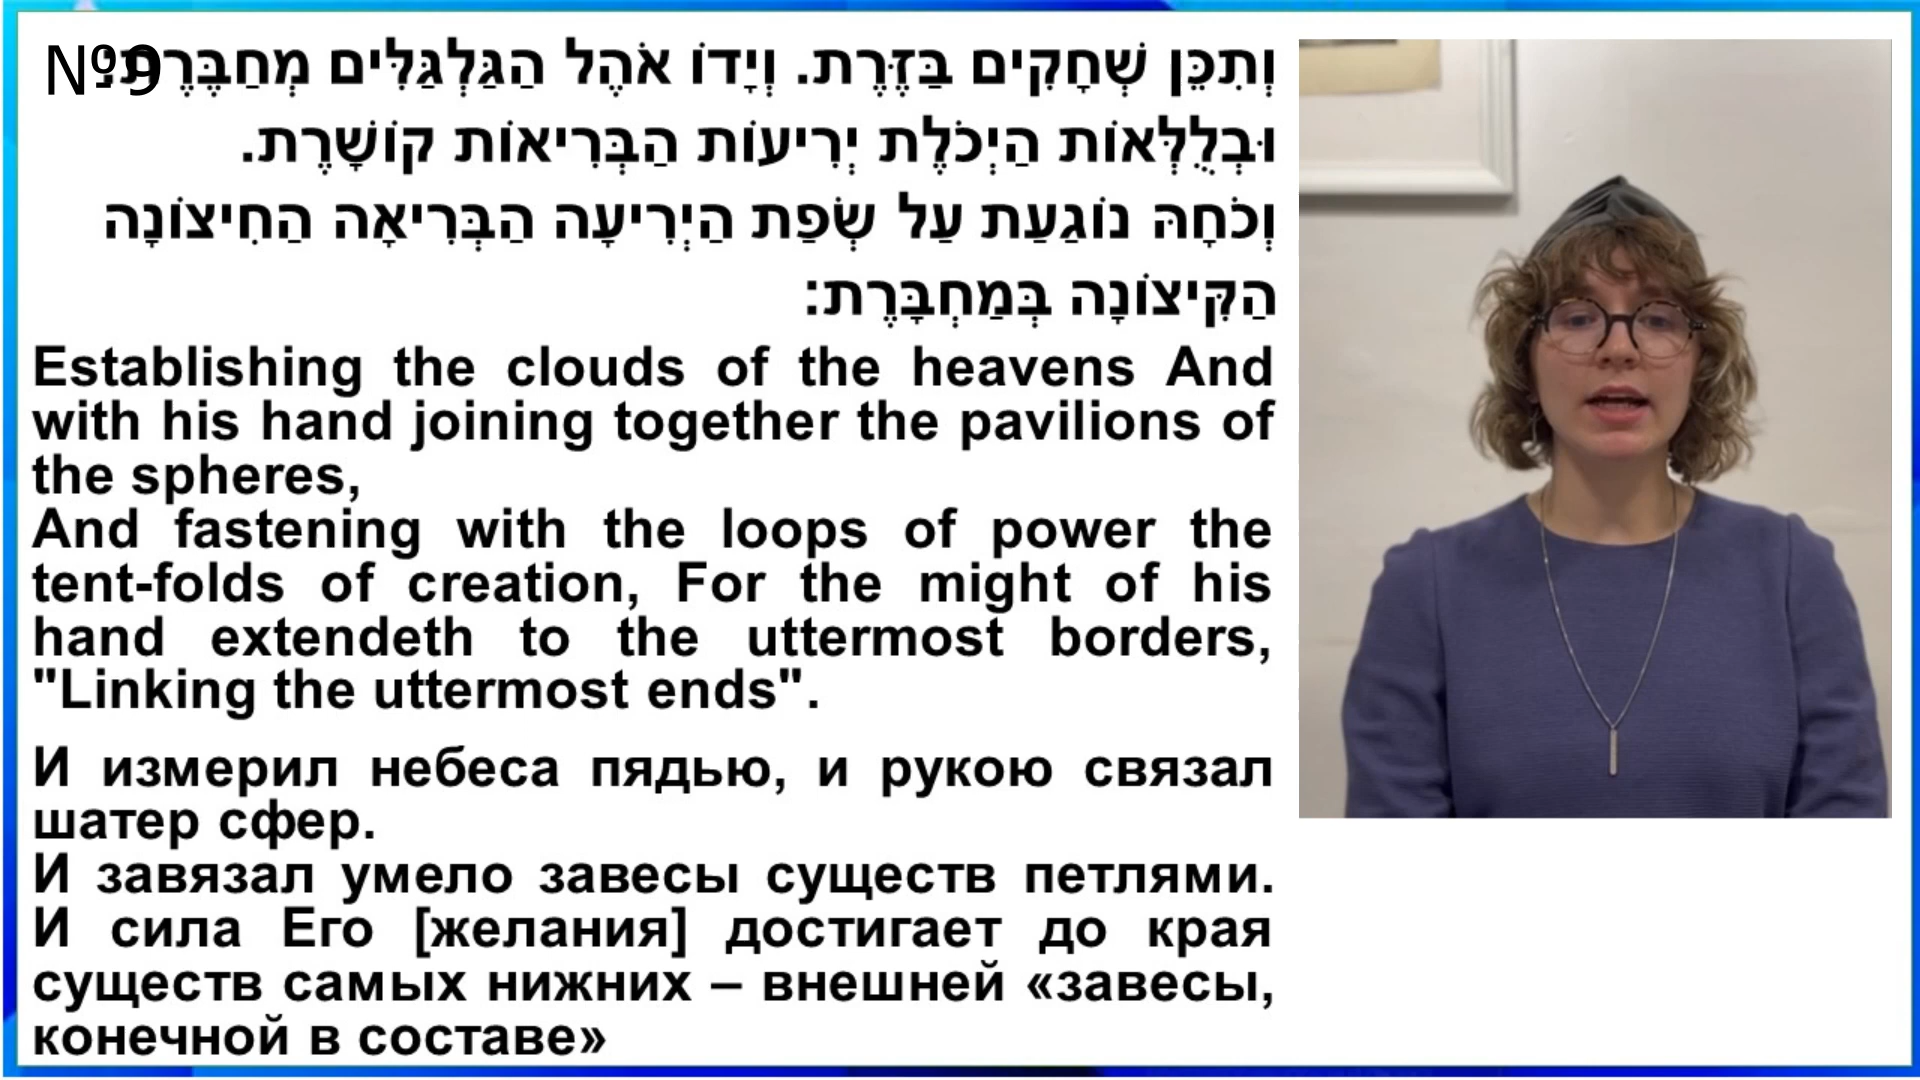 №9
וְתִכֵּן שְׁחָקִים בַּזֶּרֶת. וְיָדוֹ אֹהֶל הַגַּלְגַּלִּים מְחַבֶּרֶת.
וּבְלֻלְּאוֹת הַיְכֹלֶת יְרִיעוֹת הַבְּרִיאוֹת קוֹשֶׁרֶת.
וְכֹחָהּ נוֹגַעַת עַל שְׂפַת הַיְרִיעָה הַבְּרִיאָה הַחִיצוֹנָה
הַקִּיצוֹנָה בְּמַחְבָּרֶת:
Establishing the clouds of the heavens And
with his hand joining together the pavilions of
the spheres,
And fastening with the loops of power the
tent-folds of creation, For the might of his
hand extendeth to the uttermost borders,
"Linking the uttermost ends".
И измерил небеса пядью, и рукою связал
шатер сфер.
И завязал умело завесы существ петлями.
И сила Его [желания] достигает до края
существ самых нижних – внешней «завесы,
конечной в составе»